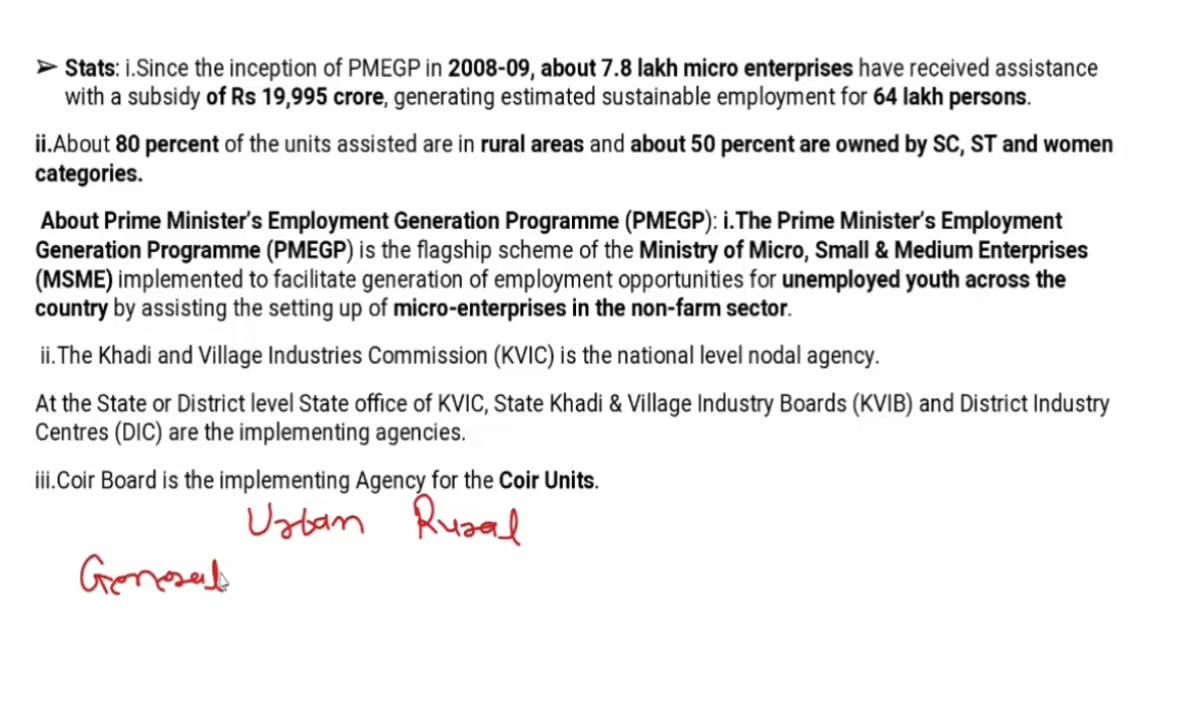 ➢ Stats: i.Since the inception of PMEGP in 2008-09, about 7.8 lakh micro enterprises have received assistance
with a subsidy of Rs 19,995 crore, generating estimated sustainable employment for 64 lakh persons.
ii.About 80 percent of the units assisted are in rural areas and about 50 percent are owned by SC, ST and women
categories.
About Prime Minister's Employment Generation Programme (PMEGP): i.The Prime Minister's Employment
Generation Programme (PMEGP) is the flagship scheme of the Ministry of Micro, Small & Medium Enterprises
(MSME) implemented to facilitate generation of employment opportunities for unemployed youth across the
country by assisting the setting up of micro-enterprises in the non-farm sector.
ii.The Khadi and Village Industries Commission (KVIC) is the national level nodal agency.
At the State or District level State office of KVIC, State Khadi & Village Industry Boards (KVIB) and District Industry
Centres (DIC) are the implementing agencies.
iii.Coir Board is the implementing Agency for the Coir Units.
Urban Rural
General